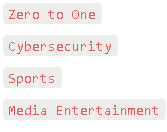 Zero to One
Cybersecurity
Sports
Media Entertainment